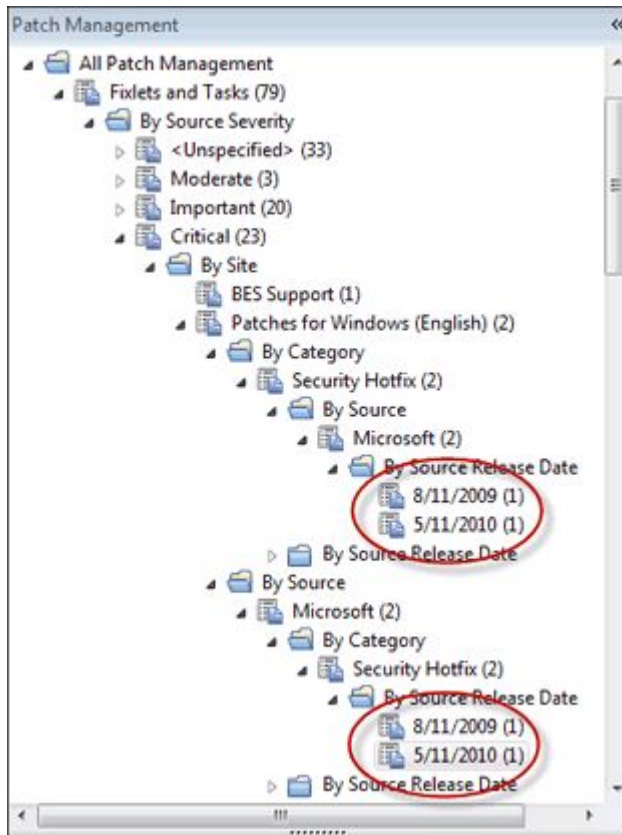 Patch Management
All Patch Management
Fixlets and Tasks (79)
By Source Severity
<Unspecified> (33)
Moderate (3)
Important (20)
Critical (23)
By Site
BES Support (1)
Patches for Windows (English) (2)
By Category
Security Hotfix (2)
By Source
Microsoft (2)
By Source Release Date
8/11/2009 (1)
5/11/2010 (1)
By Source Release Date
By Source
Microsoft (2)
By Category
Security Hotfix (2)
By Source Release Date
8/11/2009 (1)
5/11/2010 (1)
By Source Release Date